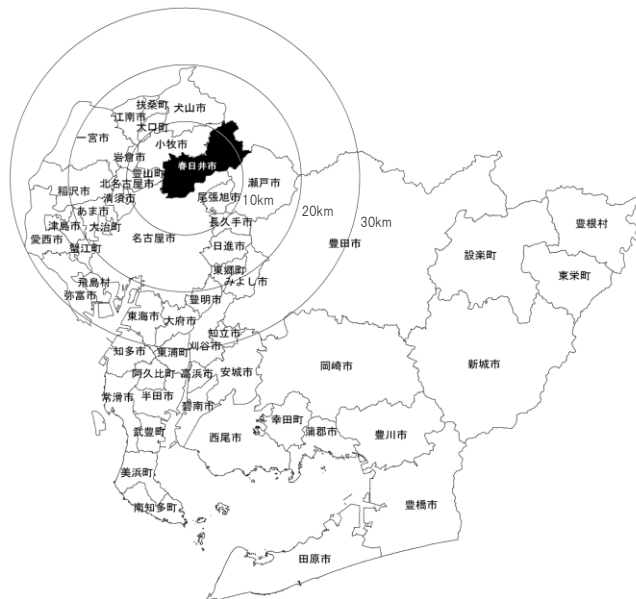 扶桑町
犬山市
江南市
大口町
一宮市
小牧市
岩倉市
春日井市
豊山町
瀬戸市
北名古屋市
稲沢市
清須市
尾張旭市
10km
20km
30km
あま市
津島市
大治町
長久手市
愛西市
名古屋市
日進市
蟹江町
豊田市
豊根村
設楽町
東栄町
東郷町
みよし市
飛島村
弥富市
豊明市
東海市
大府市
知立市
刈谷市
知多市
東浦町
岡崎市
新城市
阿久比町
高浜市
安城市
常滑市
半田市
碧南市
武豊町
西尾市
幸田町
蒲郡市
豊川市
美浜町
南知多町
豊橋市
田原市